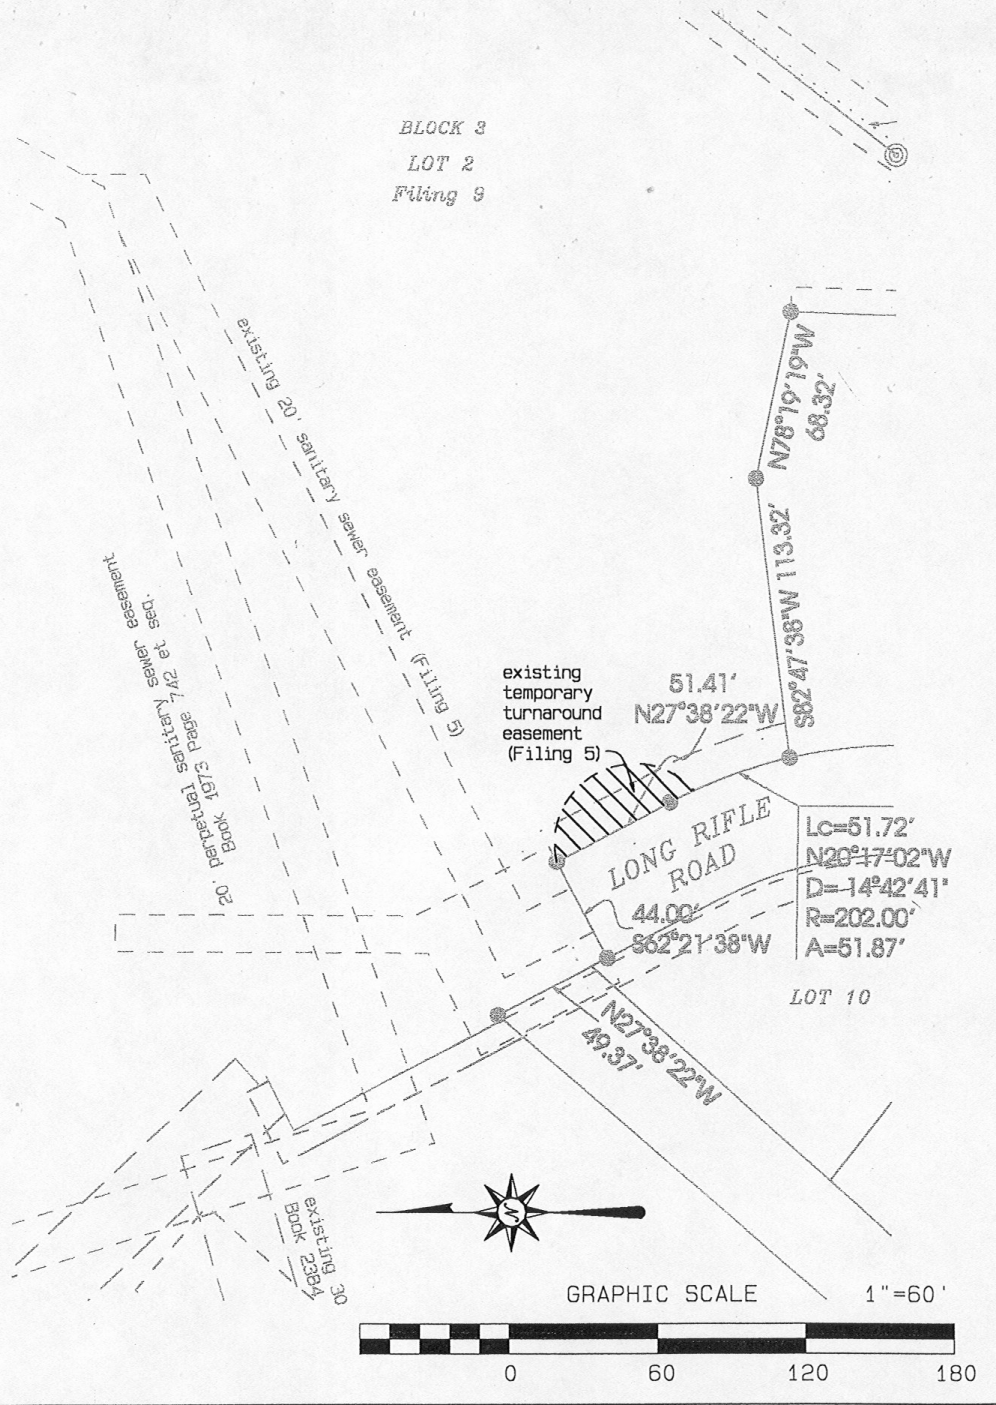 BLOCK 3
LOT 2
Filing 9
existing 20' sanitary sewer easement (Filing 5)
N78°19'19"W
68.32'
S82°47'38"W 113.32'
20' perpetual sanitary sewer easement
Book 1973 page 742 et seq.
existing
temporary
turnaround
easement
(Filing 5)
51.41'
N27°38'22"W
LONG RIFLE
ROAD
Lc=51.72'
N20°17'02"W
D=14°42'41"
R=202.00'
A=51.87'
44.00'
S62°21'38"W
LOT 10
N27°38'22"W
49.37'
existing 30
Book 2384
N
GRAPHIC SCALE 1"=60'
0 60 120 180